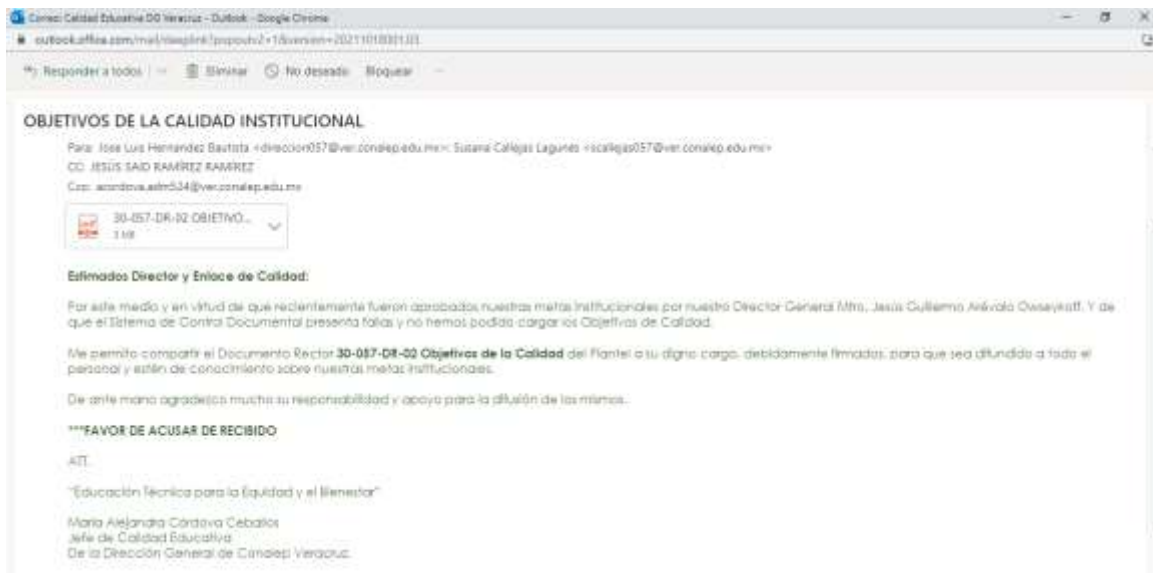 Correo: Calidad Educativa DG Veracruz - Outlook - Google Chrome
outlook.office.com/mail/deeplink?popoutv2=1&version=20211018001.03
Responder a todos Eliminar No deseado Bloquear ...
OBJETIVOS DE LA CALIDAD INSTITUCIONAL
Para: Jose Luis Hernandez Bautista <direccion057@ver.conalep.edu.mx>; Susana Callejas Lagunes <scallejas057@ver.conalep.edu.mx>
CC: JESÚS SAID RAMÍREZ RAMÍREZ
Cco: acordova.adm524@ver.conalep.edu.mx
30-057-DR-02 OBJETIVO...
3 MB
Estimados Director y Enlace de Calidad:
Por este medio y en virtud de que recientemente fueron aprobados nuestras metas institucionales por nuestro Director General Mtro. Jesús Guillermo Arévalo Y de
que el Sistema de Control Documental presenta fallas y no hemos podido cargar los Objetivos de Calidad.
Me permito compartir el Documento Rector 30-057-DR-02 Objetivos de la Calidad del Plantel a su digno cargo, debidamente firmados, para que sea difundido a todo el
personal y estén de conocimiento sobre nuestras metas institucionales.
De ante mano agradezco mucho su responsabilidad y apoyo para la difusión de los mismos.
***FAVOR DE ACUSAR DE RECIBIDO
ATT.
"Educación Técnica para la Equidad y el Bienestar"
María Alejandra Córdova Ceballos
Jefe de Calidad Educativa
De la Dirección General de Conalep Veracruz.